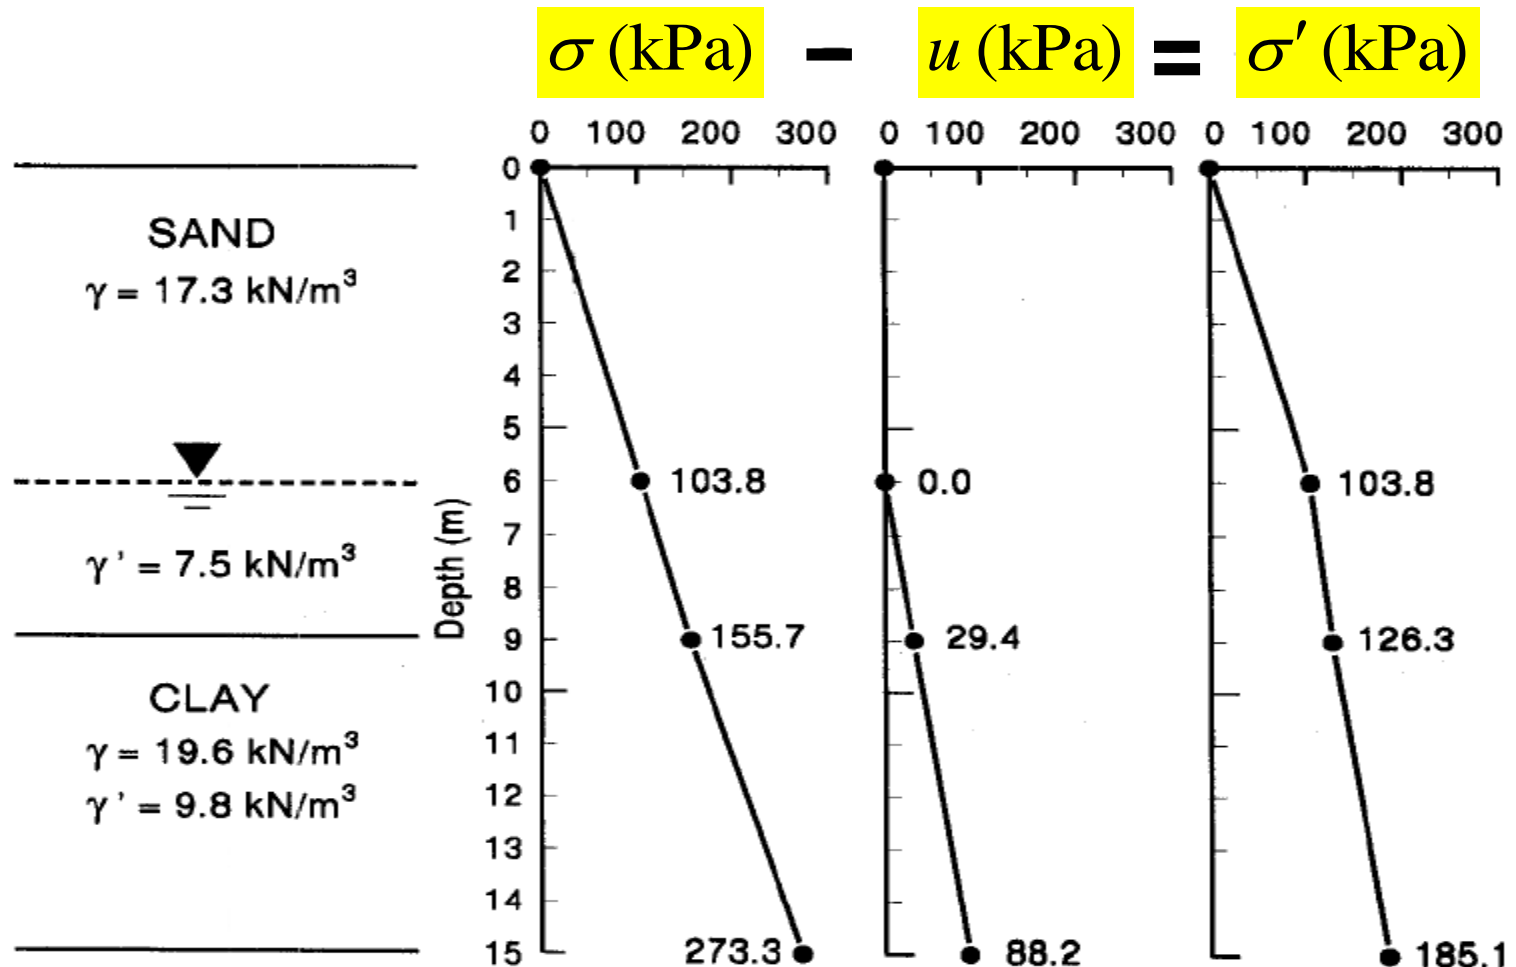 σ (kPa) − u (kPa) = σ′ (kPa)
0 100 200 300 0 100 200 300 0 100 200 300
0
1
SAND
2
γ = 17.3 kN/m³
3
4
5
6 103.8 0.0 103.8
Depth (m)
7
γ' = 7.5 kN/m³
8
9 155.7 29.4 126.3
10
CLAY
11
γ = 19.6 kN/m³
12
γ' = 9.8 kN/m³
13
14
15 273.3 88.2 185.1